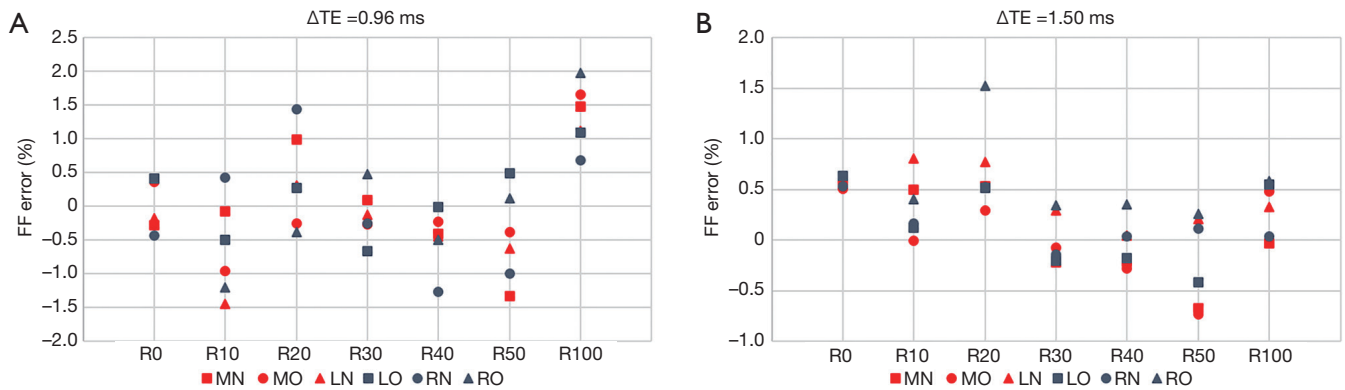 A
ΔTE =0.96 ms
FF error (%)
2.5
2.0
1.5
1.0
0.5
0
−0.5
−1.0
−1.5
−2.0
R0 R10 R20 R30 R40 R50 R100
MN MO LN LO RN RO
B
ΔTE =1.50 ms
FF error (%)
2.0
1.5
1.0
0.5
0
−0.5
−1.0
R0 R10 R20 R30 R40 R50 R100
MN MO LN LO RN RO